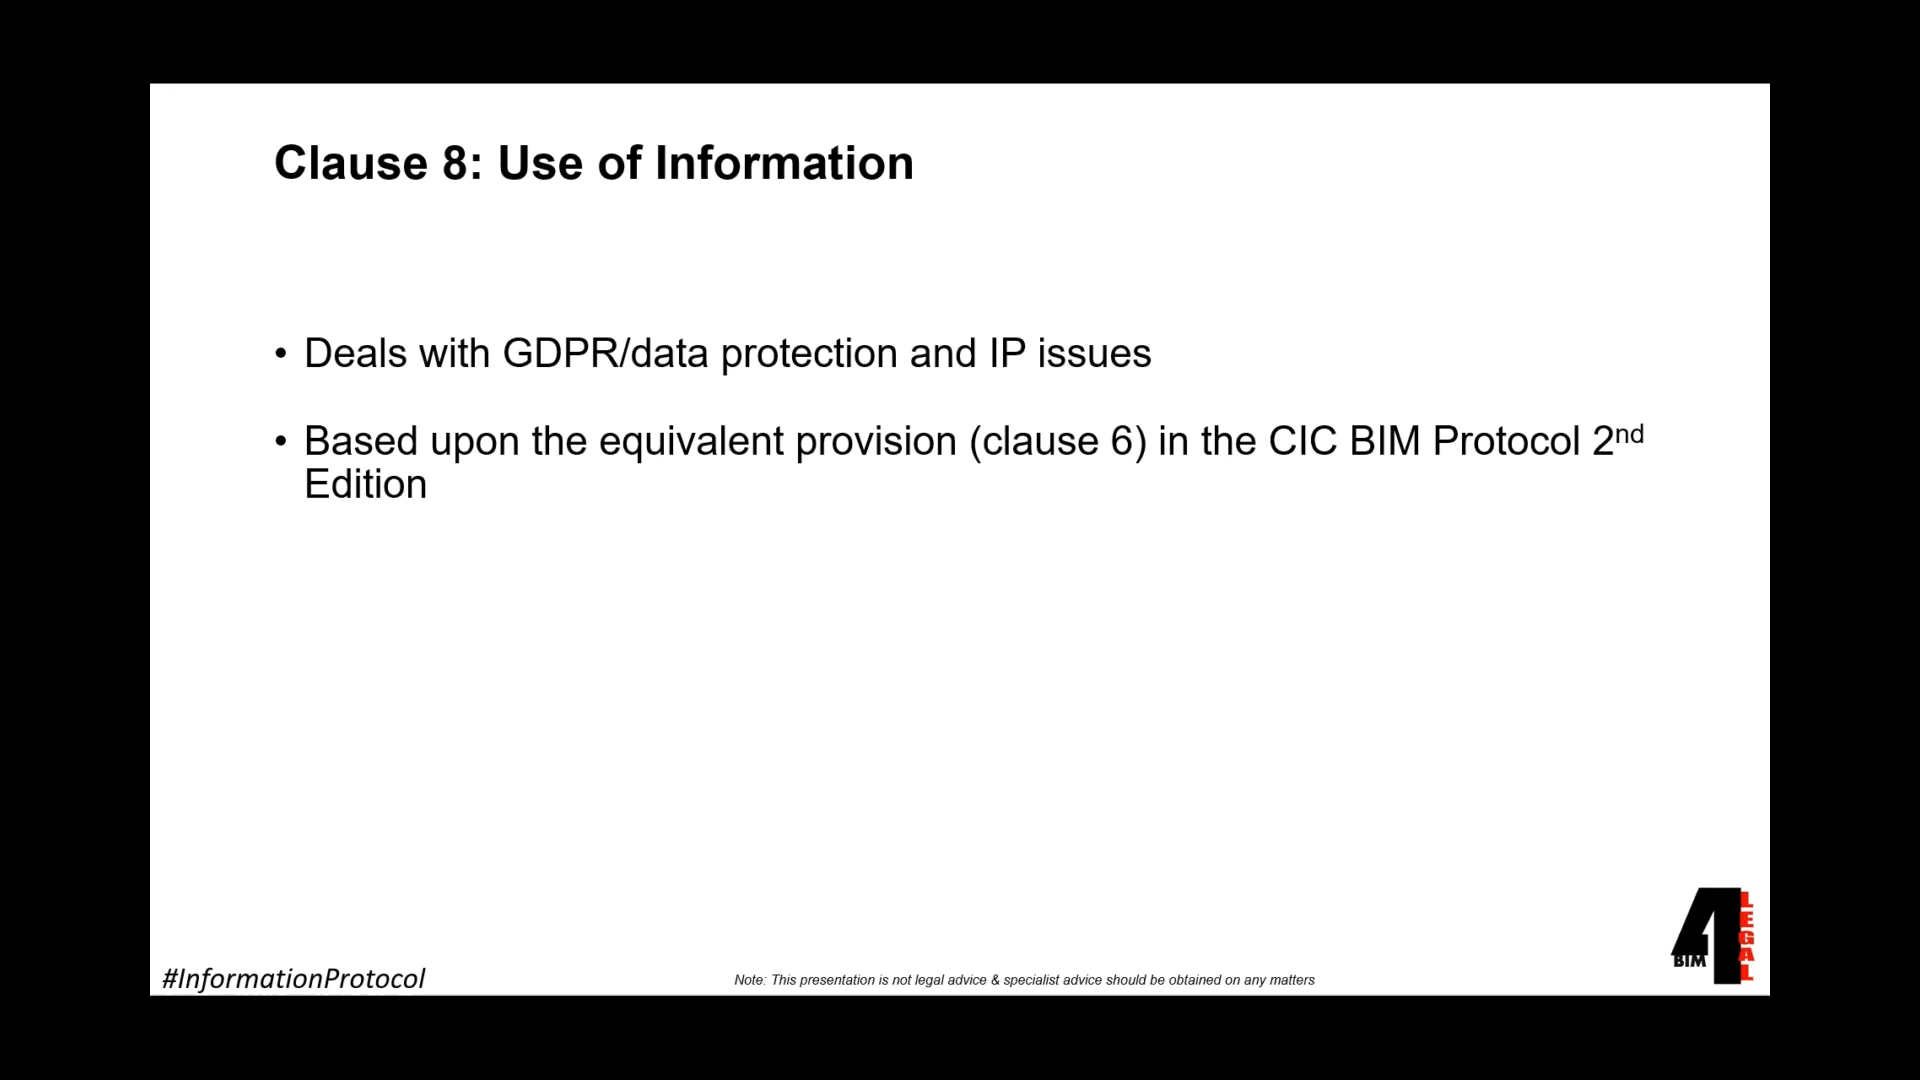 Clause 8: Use of Information
• Deals with GDPR/data protection and IP issues
• Based upon the equivalent provision (clause 6) in the CIC BIM Protocol 2nd
Edition
#InformationProtocol
Note: This presentation is not legal advice & specialist advice should be obtained on any matters
BIM 4 LEGAL